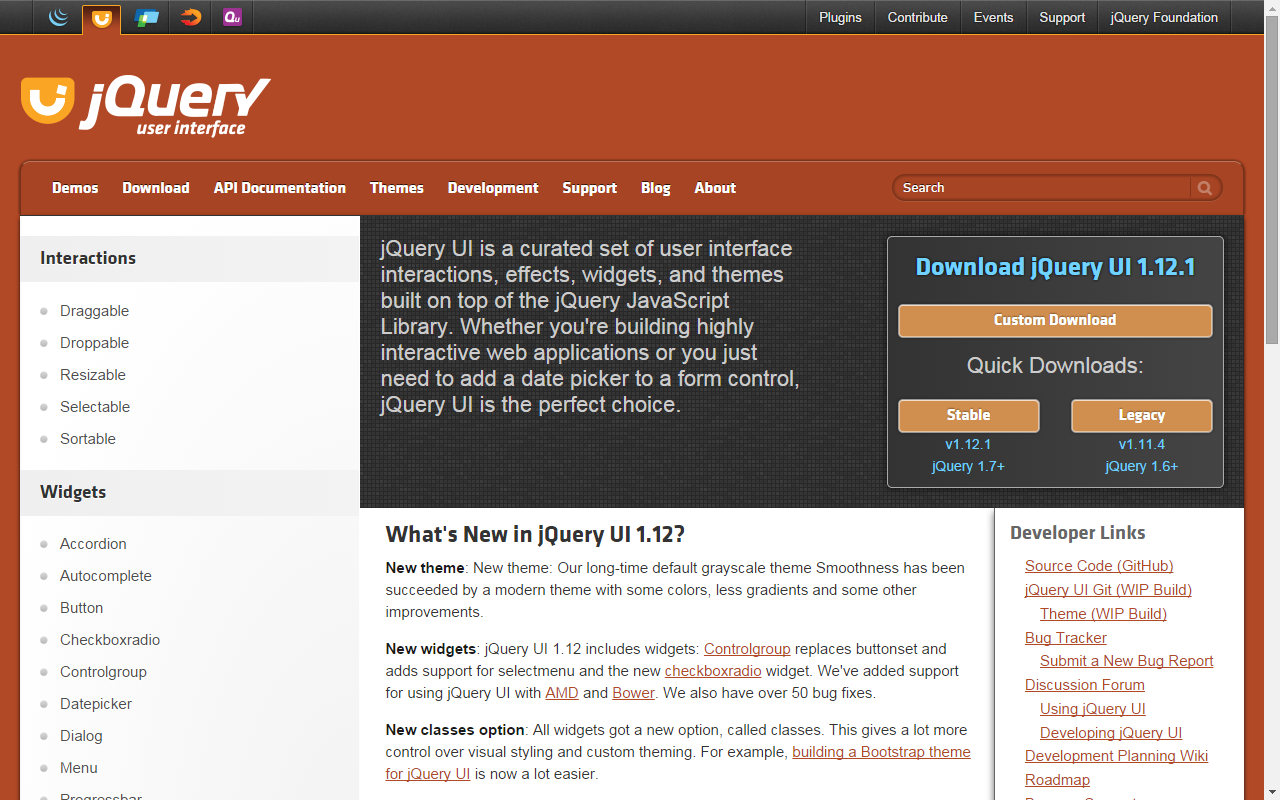 Plugins
Contribute
Events
Support
jQuery Foundation
jQuery
user interface
Demos
Download
API Documentation
Themes
Development
Support
Blog
About
Search
Interactions
Draggable
Droppable
Resizable
Selectable
Sortable
Widgets
Accordion
Autocomplete
Button
Checkboxradio
Controlgroup
Datepicker
Dialog
Menu
Progressbar
jQuery UI is a curated set of user interface
interactions, effects, widgets, and themes
built on top of the jQuery JavaScript
Library. Whether you're building highly
interactive web applications or you just
need to add a date picker to a form control,
jQuery UI is the perfect choice.
Download jQuery UI 1.12.1
Custom Download
Quick Downloads:
Stable
v1.12.1
jQuery 1.7+
Legacy
v1.11.4
jQuery 1.6+
What's New in jQuery UI 1.12?
New theme: New theme: Our long-time default grayscale theme Smoothness has been
succeeded by a modern theme with some colors, less gradients and some other
improvements.
New widgets: jQuery UI 1.12 includes widgets: Controlgroup replaces buttonset and
adds support for selectmenu and the new checkboxradio widget. We've added support
for using jQuery UI with AMD and Bower. We also have over 50 bug fixes.
New classes option: All widgets got a new option, called classes. This gives a lot more
control over visual styling and custom theming. For example, building a Bootstrap theme
for jQuery UI is now a lot easier.
Developer Links
Source Code (GitHub)
jQuery UI Git (WIP Build)
Theme (WIP Build)
Bug Tracker
Submit a New Bug Report
Discussion Forum
Using jQuery UI
Developing jQuery UI
Development Planning Wiki
Roadmap